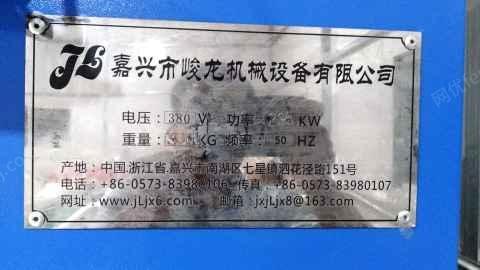 JL 嘉兴市峻龙机械设备有限公司
电压: 380 V 功率: KW
重量: KG 频率: 50 HZ
产地: 中国.浙江省.嘉兴市南湖区七星镇泗花泾路151号
电话: +86-0573-83980106 传真: +86-0573-83980107
网址: www.jLjx6.com 邮箱: jxjLjx8@163.com